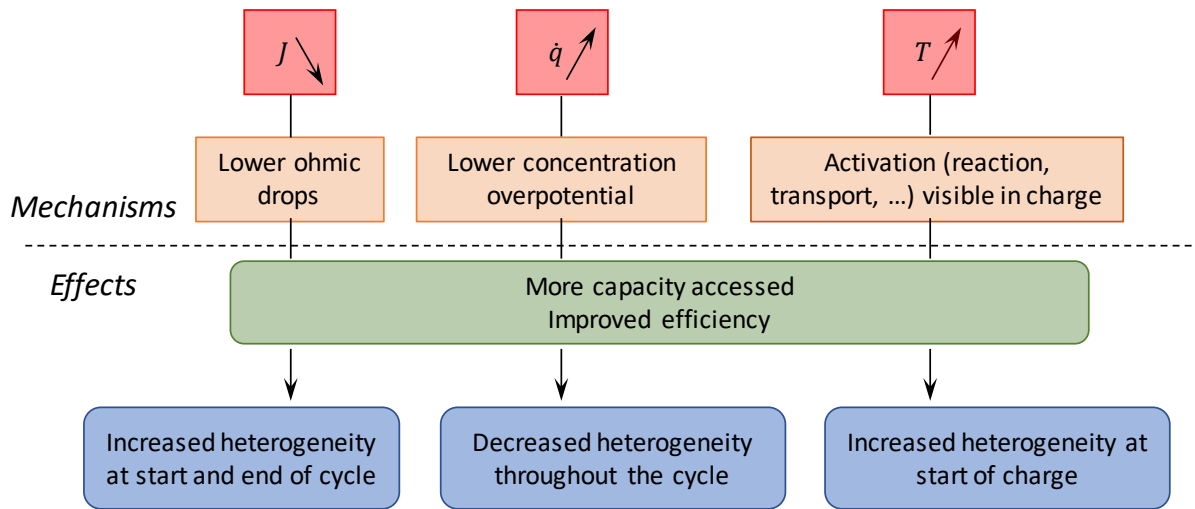 J
q̇
T
Lower ohmic
drops
Lower concentration
overpotential
Activation (reaction,
transport, ...) visible in charge
Mechanisms
Effects
More capacity accessed
Improved efficiency
Increased heterogeneity
at start and end of cycle
Decreased heterogeneity
throughout the cycle
Increased heterogeneity at
start of charge